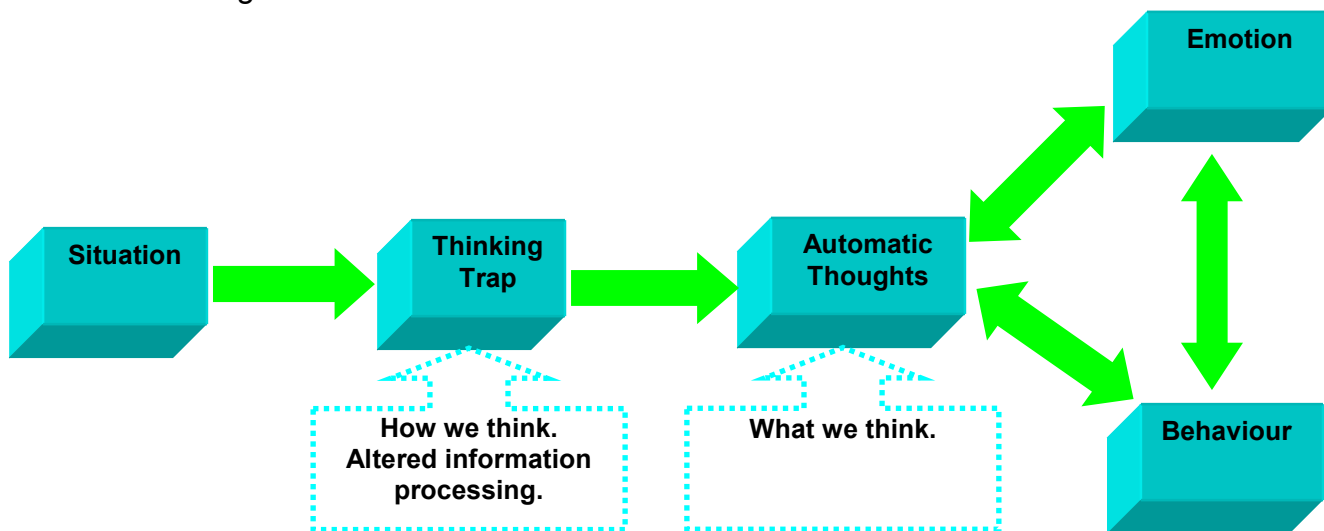 Emotion
Situation
Thinking
Trap
Automatic
Thoughts
How we think.
Altered information
processing.
What we think.
Behaviour